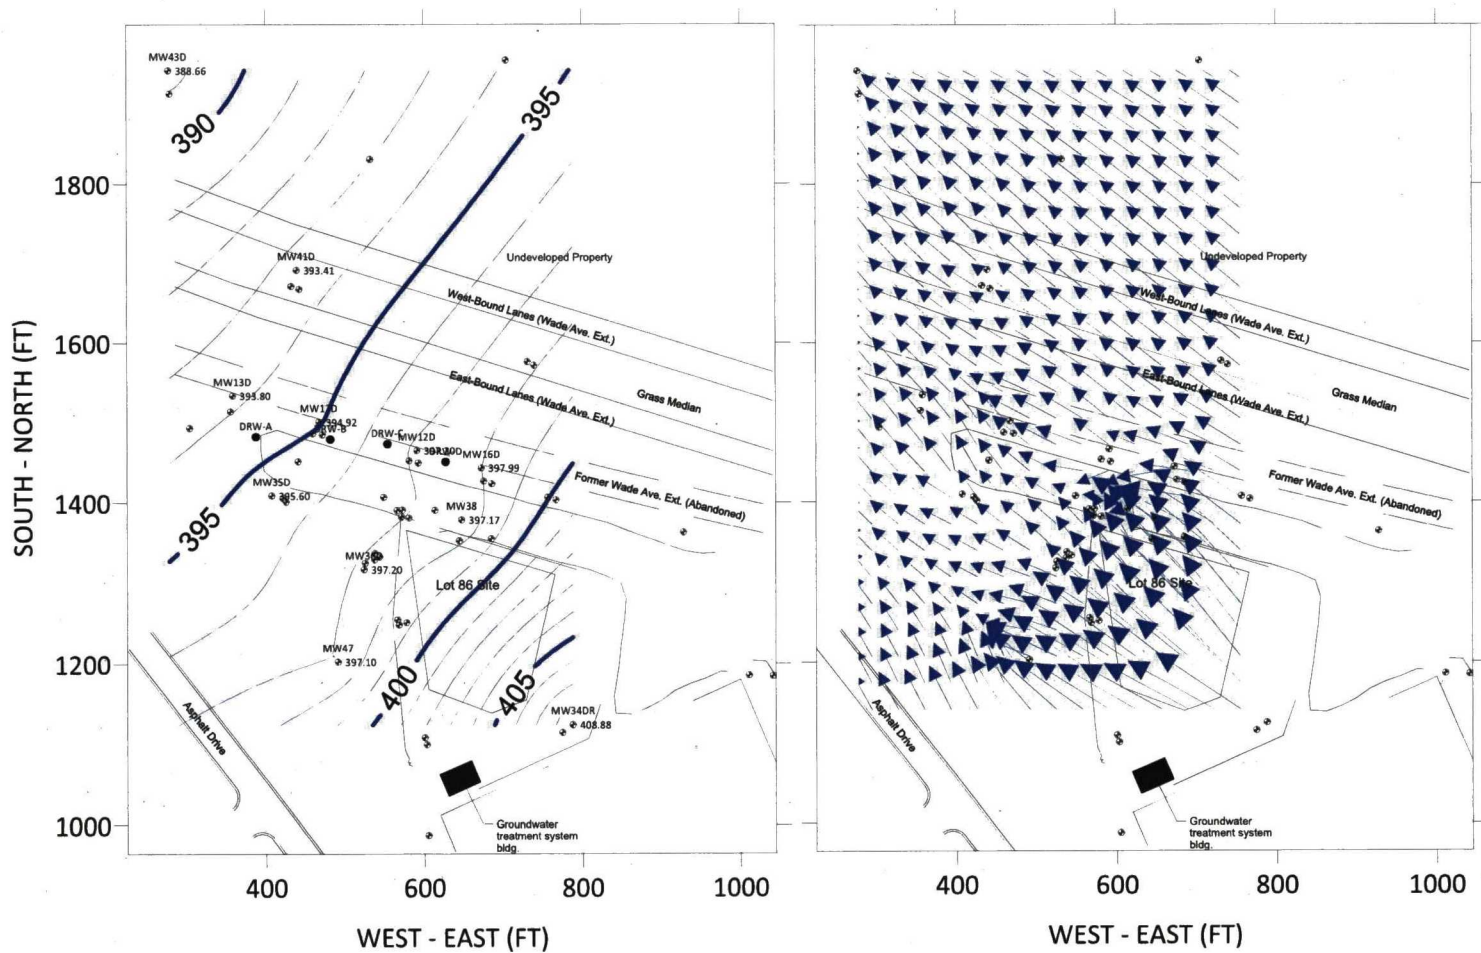 MW43D
388.66
390
395
1800
MW41D
393.41
Undeveloped Property
West-Bound Lanes (Wade Ave. Ext.)
1600
East-Bound Lanes (Wade Ave. Ext.)
Grass Median
MW13D
393.80
394.92
DRW-A
MW12D
MW16D
397.99
MW35D
395.60
1400
MW38
397.17
Former Wade Ave. Ext. (Abandoned)
395
397.20
Lot 86 Site
MW47
397.10
1200
400
405
MW34DR
408.88
Asphalt Drive
Groundwater
treatment system
bldg.
1000
SOUTH - NORTH (FT)
400
600
800
1000
WEST - EAST (FT)
Undeveloped Property
West-Bound Lanes (Wade Ave. Ext.)
East-Bound Lanes (Wade Ave. Ext.)
Grass Median
Former Wade Ave. Ext. (Abandoned)
Lot 86 Site
Asphalt Drive
Groundwater
treatment system
bldg.
400
600
800
1000
WEST - EAST (FT)